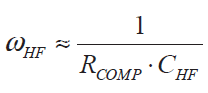 ω_HF ≈ 1 / (R_COMP · C_HF)